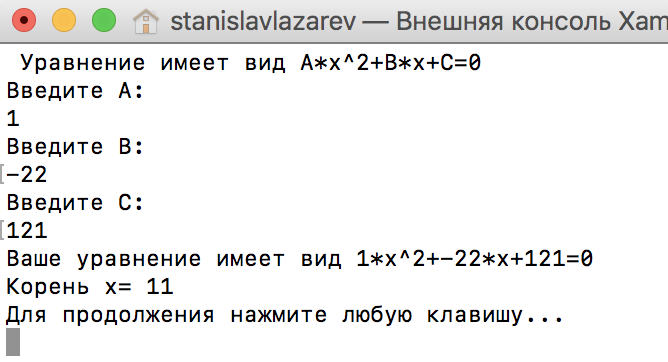 stanislavlazarev — Внешняя консоль Xam
Уравнение имеет вид A*x^2+B*x+C=0
Введите A:
1
Введите B:
-22
Введите C:
121
Ваше уравнение имеет вид 1*x^2+-22*x+121=0
Корень x= 11
Для продолжения нажмите любую клавишу...